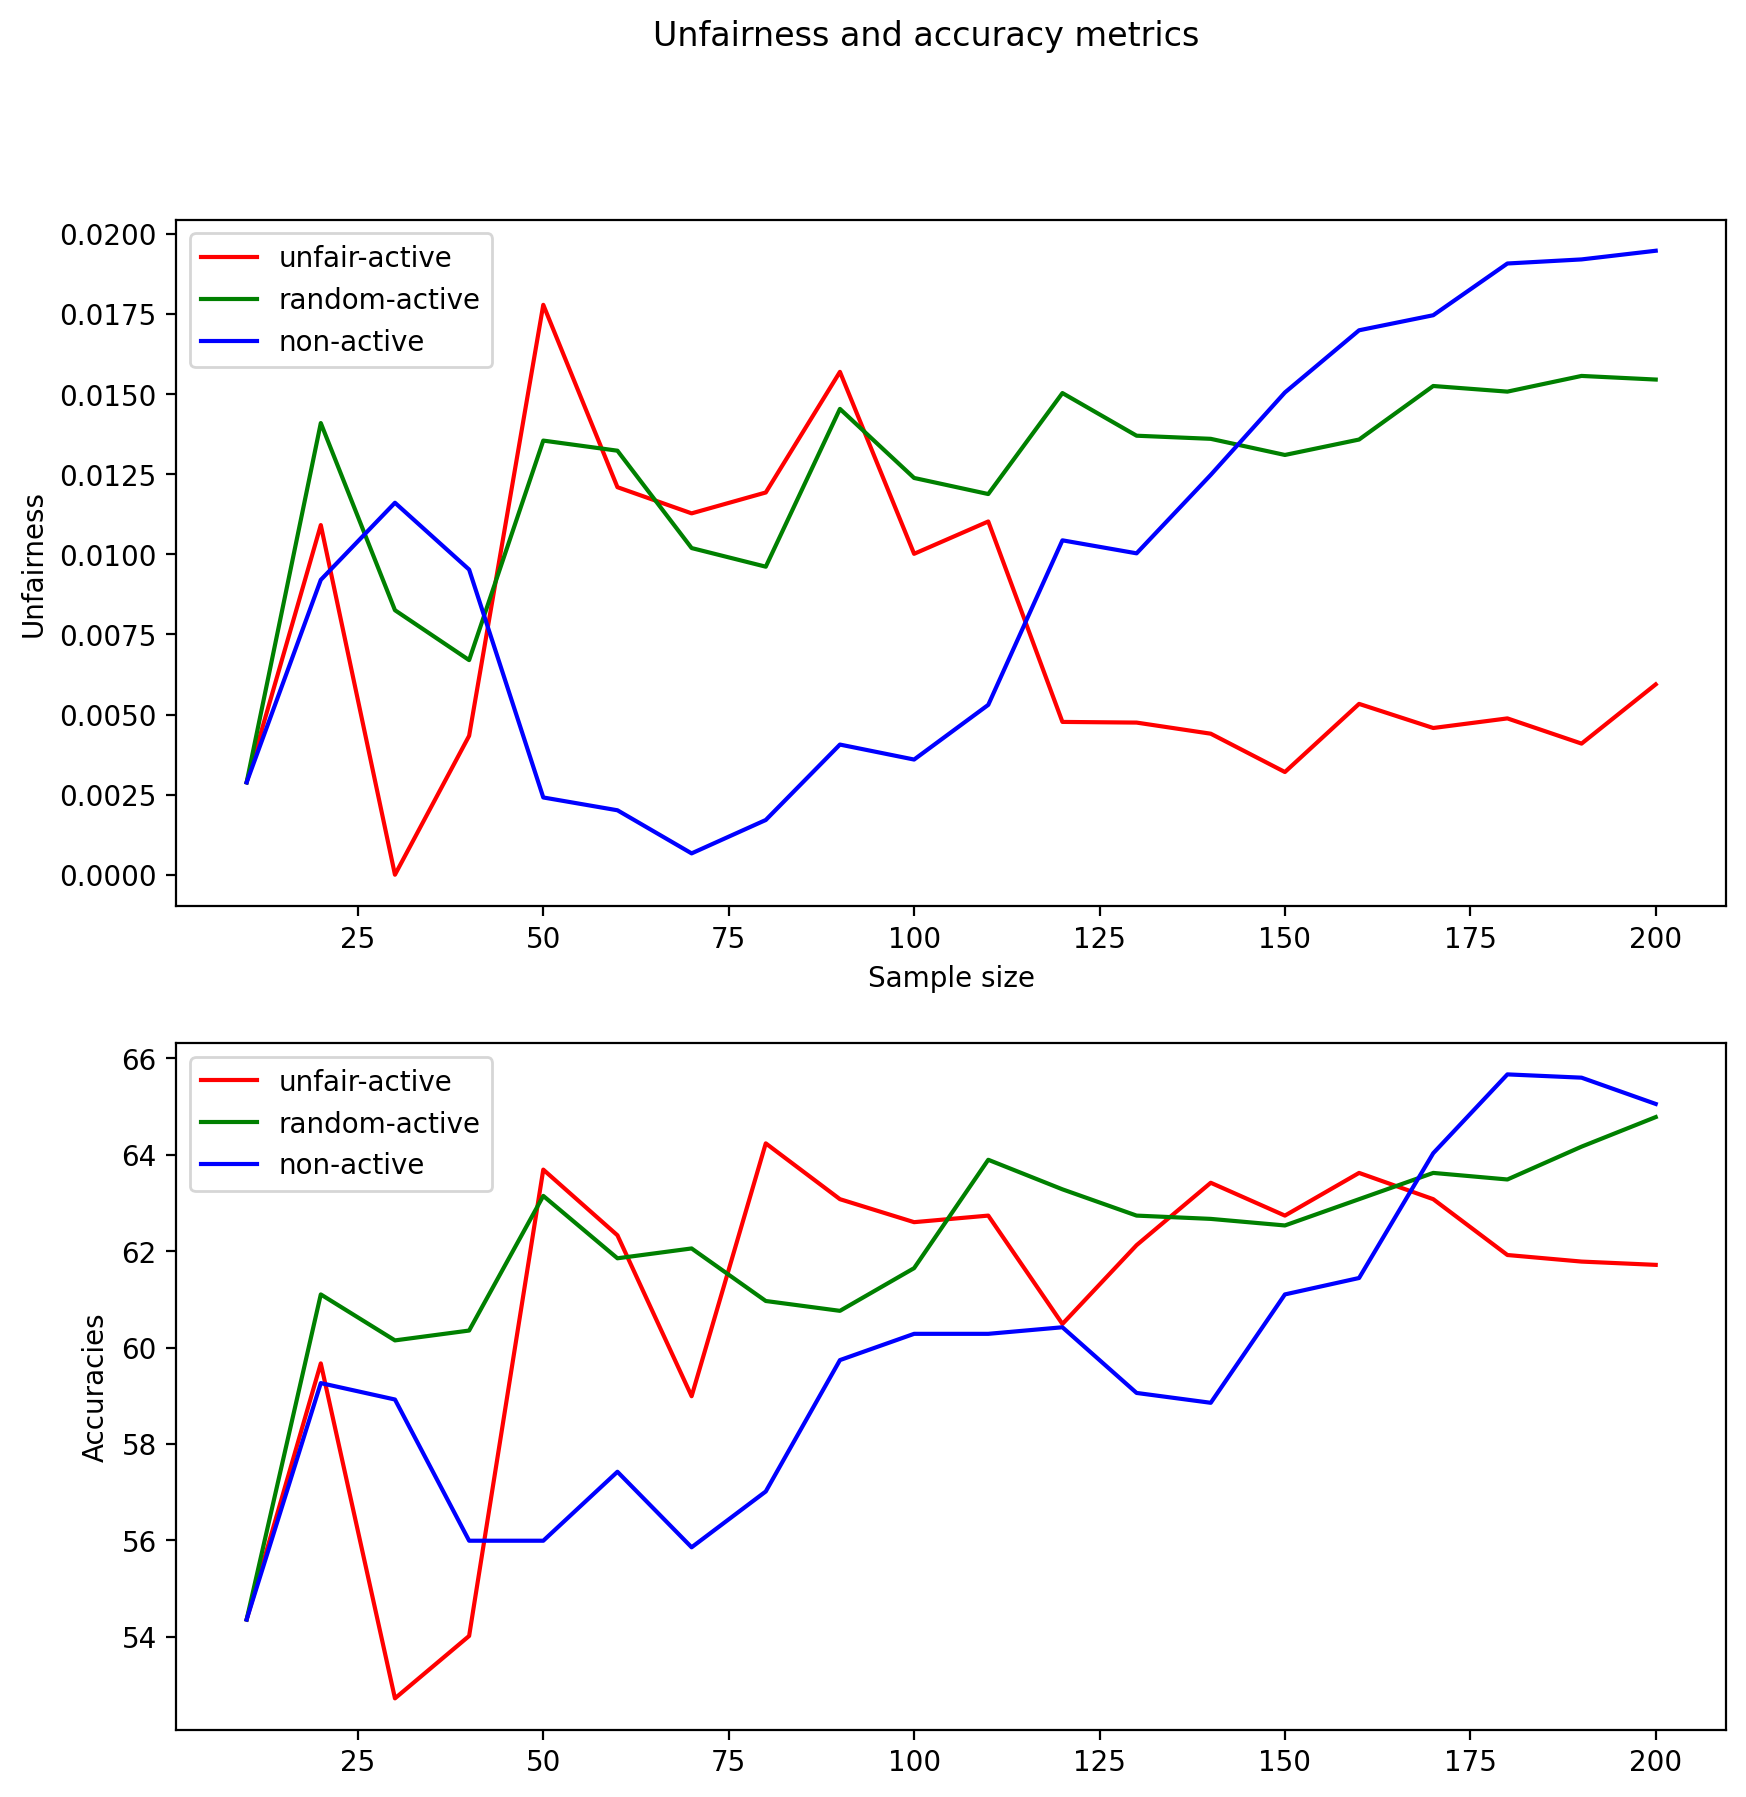 Unfairness and accuracy metrics
unfair-active
random-active
non-active
Unfairness
0.0200
0.0175
0.0150
0.0125
0.0100
0.0075
0.0050
0.0025
0.0000
25 50 75 100 125 150 175 200
Sample size
unfair-active
random-active
non-active
Accuracies
66
64
62
60
58
56
54
25 50 75 100 125 150 175 200